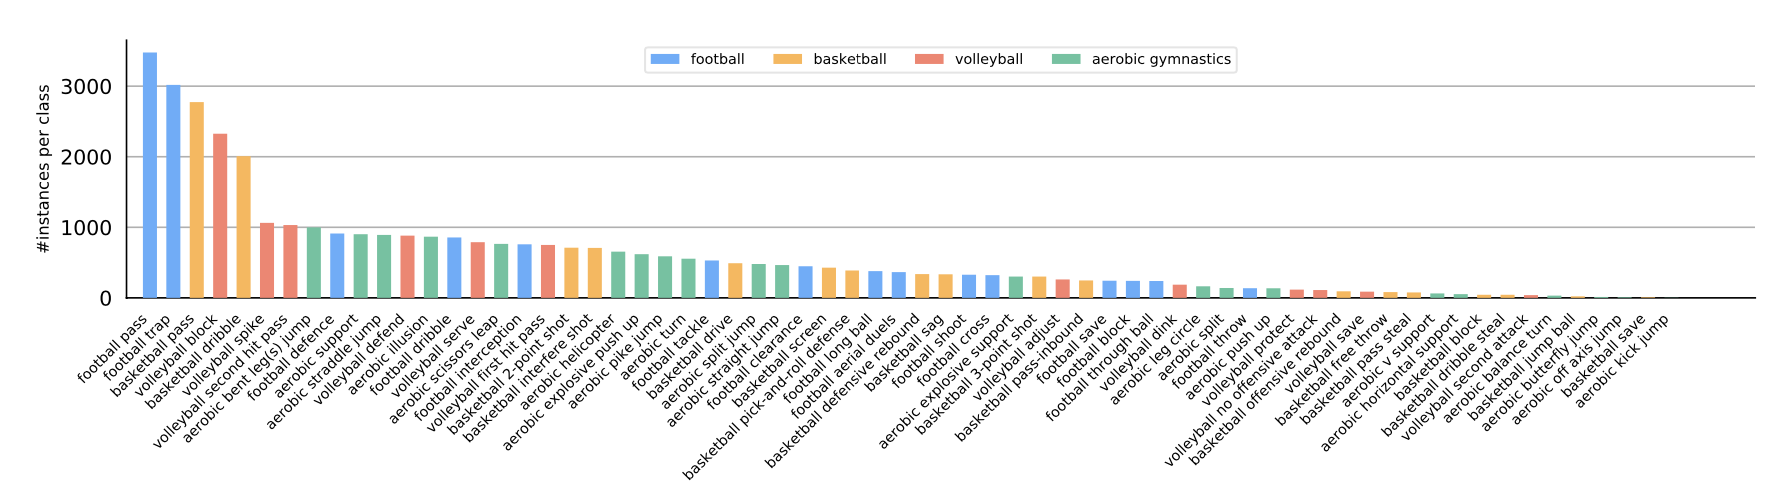 football
basketball
volleyball
aerobic gymnastics
#instances per class
3000
2000
1000
0
football pass
football trap
basketball pass
volleyball block
basketball dribble
volleyball spike
volleyball second hit pass
aerobic bent leg(s) jump
football defence
aerobic support
aerobic straddle jump
volleyball defend
aerobic illusion
football dribble
volleyball serve
aerobic scissors leap
football interception
volleyball first hit pass
basketball 2-point shot
basketball interfere shot
aerobic helicopter
aerobic explosive push up
aerobic pike jump
aerobic turn
football tackle
basketball drive
aerobic split jump
aerobic straight jump
football clearance
basketball screen
basketball pick-and-roll defense
football long ball
football aerial duels
basketball defensive rebound
basketball sag
football shoot
football cross
aerobic explosive support
basketball 3-point shot
volleyball adjust
basketball pass-inbound
football save
football block
football through ball
volleyball dink
aerobic leg circle
aerobic split
football throw
aerobic push up
volleyball protect
volleyball no offensive attack
basketball offensive rebound
volleyball save
basketball free throw
basketball pass steal
aerobic v support
aerobic horizontal support
basketball block
basketball dribble steal
volleyball second attack
aerobic balance turn
basketball jump ball
aerobic butterfly jump
aerobic off axis jump
basketball save
aerobic kick jump